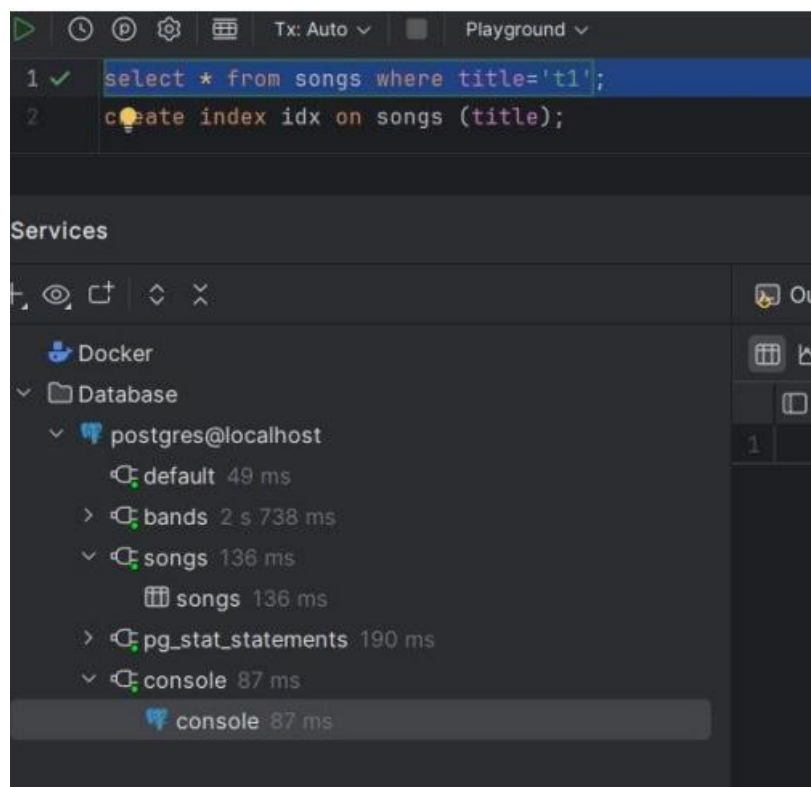 Tx: Auto Playground
1 select * from songs where title='t1';
2 create index idx on songs (title);
Services
Docker
Database
postgres@localhost
1
default 49 ms
bands 2 s 738 ms
songs 136 ms
songs 136 ms
pg_stat_statements 190 ms
console 87 ms
console 87 ms